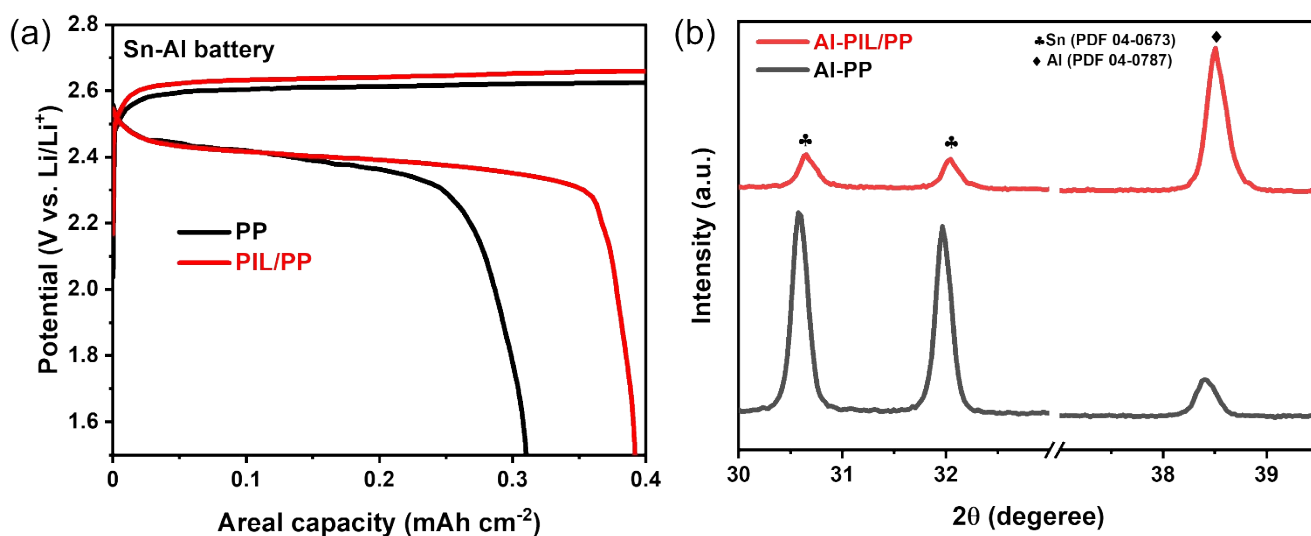 (a)
Sn-Al battery
PP
PIL/PP
Potential (V vs. Li/Li⁺)
2.8
2.6
2.4
2.2
2.0
1.8
1.6
0 0.1 0.2 0.3 0.4
Areal capacity (mAh cm⁻²)
(b)
Al-PIL/PP
Al-PP
♣Sn (PDF 04-0673)
♦ Al (PDF 04-0787)
♣ ♣ ♦
Intensity (a.u.)
30 31 32 38 39
2θ (degeree)